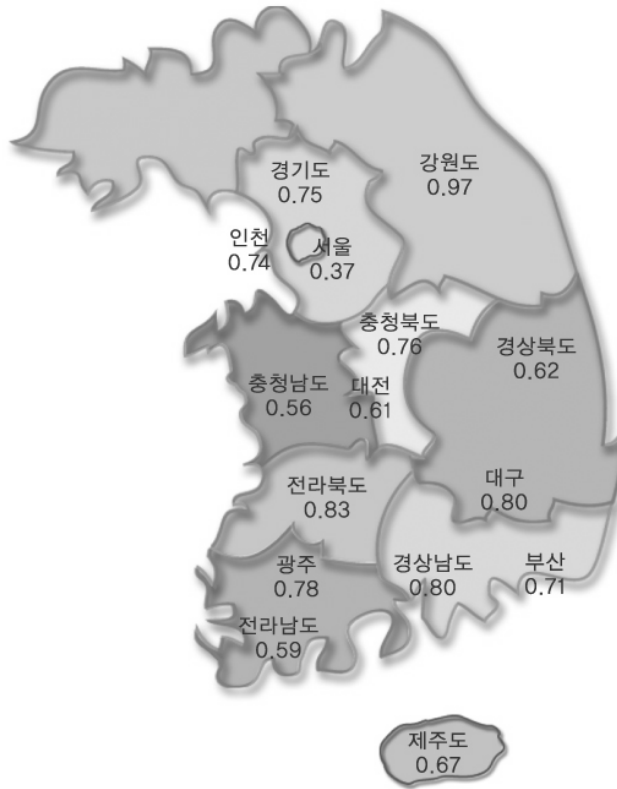 경기도
0.75
강원도
0.97
인천
0.74
서울
0.37
충청북도
0.76
경상북도
0.62
충청남도
0.56
대전
0.61
대구
0.80
전라북도
0.83
광주
0.78
경상남도
0.80
부산
0.71
전라남도
0.59
제주도
0.67